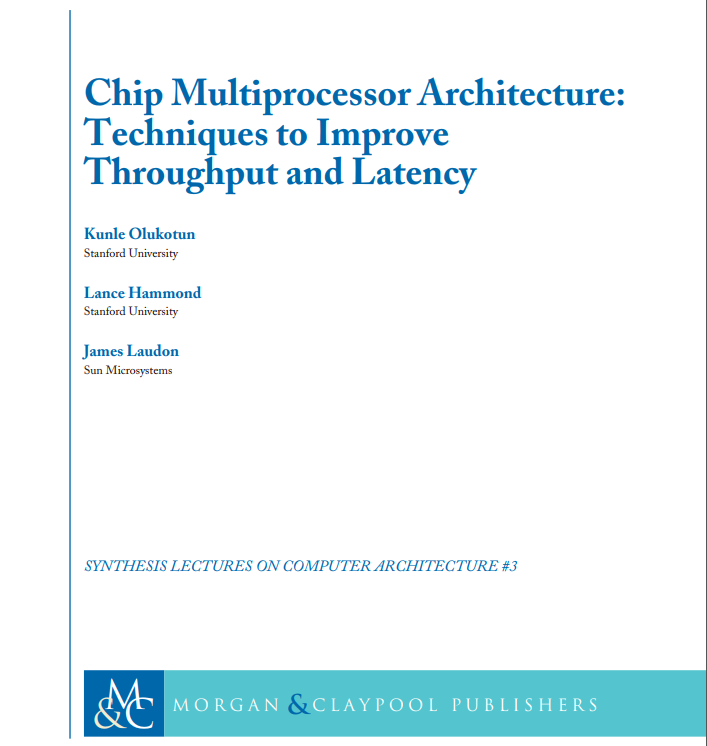 Chip Multiprocessor Architecture:
Techniques to Improve
Throughput and Latency
Kunle Olukotun
Stanford University
Lance Hammond
Stanford University
James Laudon
Sun Microsystems
SYNTHESIS LECTURES ON COMPUTER ARCHITECTURE #3
M&C MORGAN & CLAYPOOL PUBLISHERS